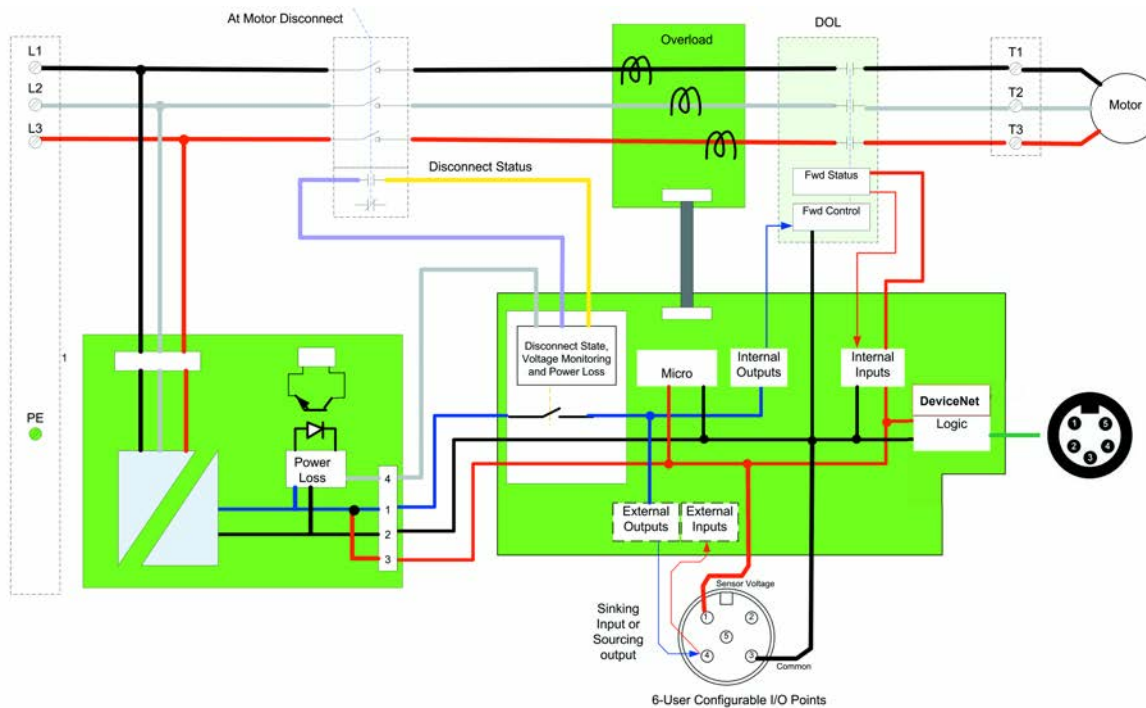 At Motor Disconnect
DOL
L1
Overload
T1
L2
T2
Motor
L3
T3
Disconnect Status
Fwd Status
Fwd Control
1
Disconnect State,
Voltage Monitoring
and Power Loss
Micro
Internal
Outputs
Internal
Inputs
DeviceNet
Logic
PE
1
5
2
4
3
Power
Loss
4
1
2
3
External
Outputs
External
Inputs
Sensor Voltage
Sinking
Input or
Sourcing
output
1
2
5
4
3
Common
6-User Configurable I/O Points